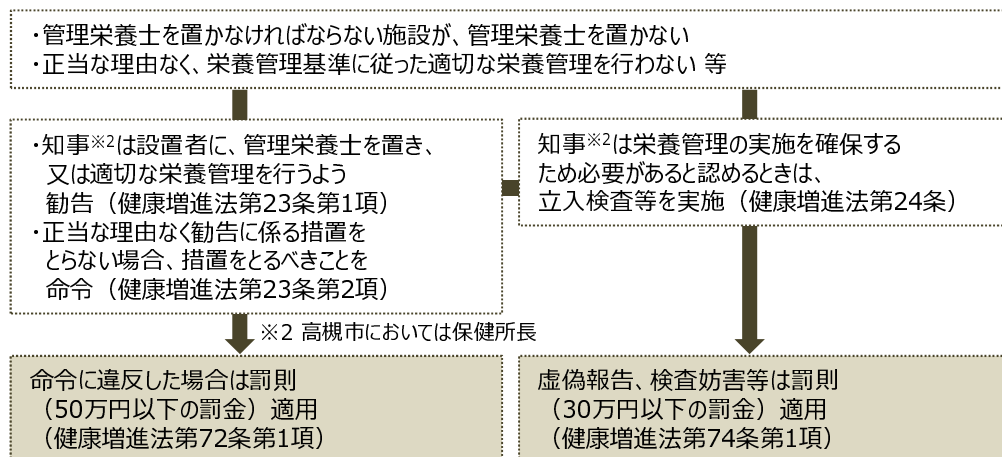 ・管理栄養士を置かなければならない施設が、管理栄養士を置かない
・正当な理由なく、栄養管理基準に従った適切な栄養管理を行わない 等
・知事※2は設置者に、管理栄養士を置き、
又は適切な栄養管理を行うよう
勧告（健康増進法第23条第1項）
・正当な理由なく勧告に係る措置を
とらない場合、措置をとるべきことを
命令（健康増進法第23条第2項）
知事※2は栄養管理の実施を確保する
ため必要があると認めるときは、
立入検査等を実施（健康増進法第24条）
※2 高槻市においては保健所長
命令に違反した場合は罰則
（50万円以下の罰金）適用
（健康増進法第72条第1項）
虚偽報告、検査妨害等は罰則
（30万円以下の罰金）適用
（健康増進法第74条第1項）